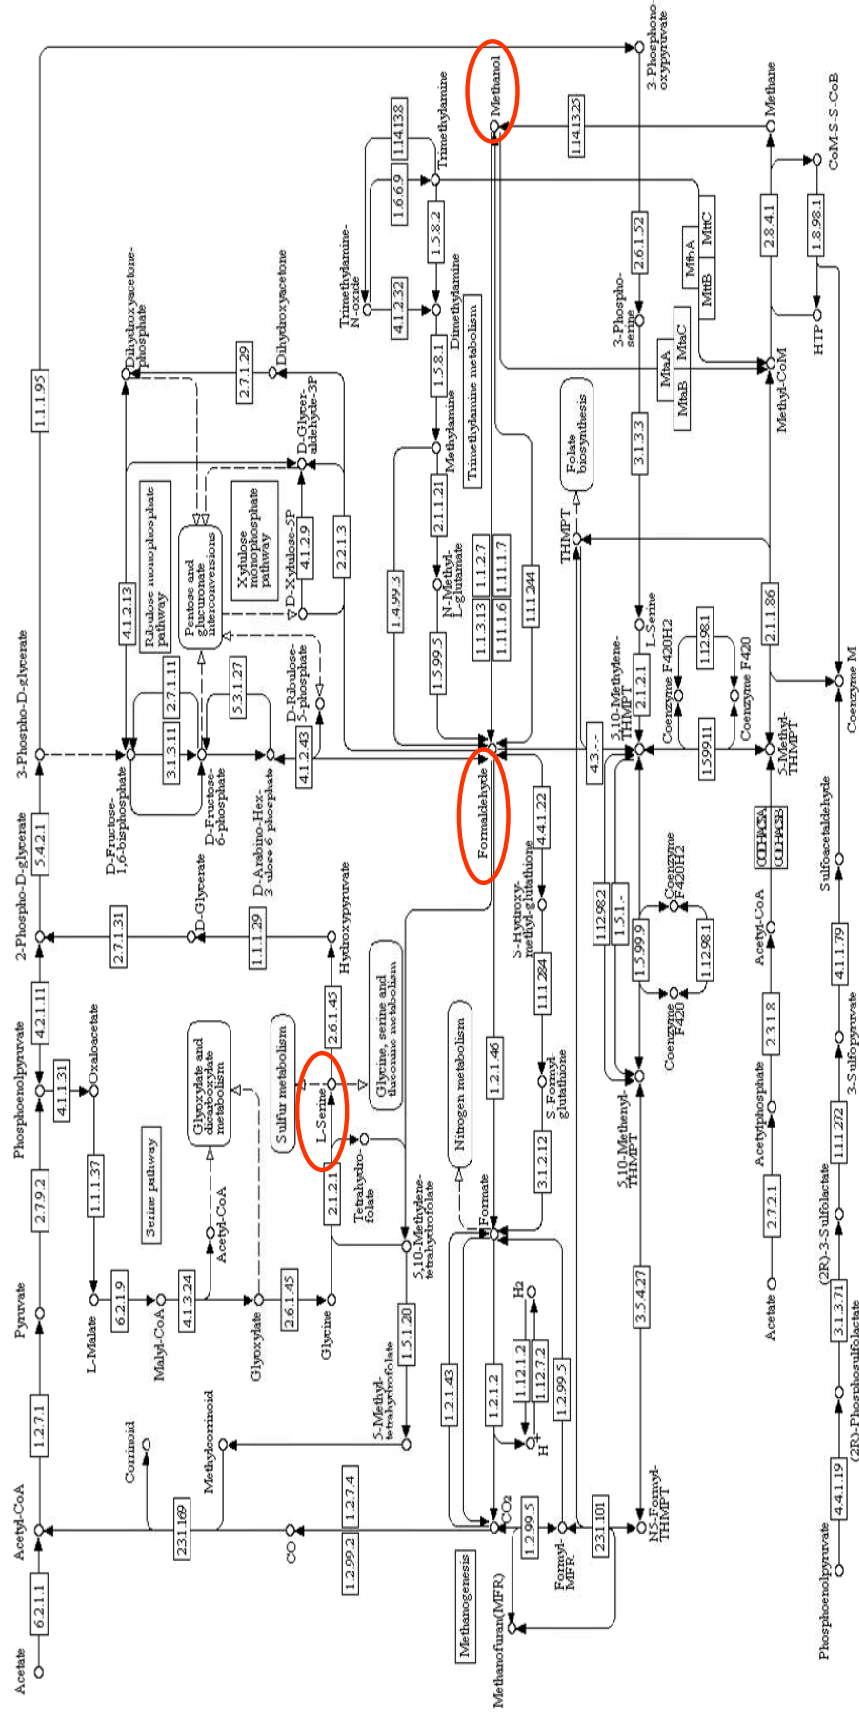 Acetate
Acetyl-CoA
Pyruvate
Phosphoenolpyruvate
2-Phospho-D-glycerate
3-Phospho-D-glycerate
6.2.1.1
1.2.7.1
2.7.9.2
4.2.1.11
5.4.2.1
1.1.1.95
4.1.1.31
Oxaloacetate
1.1.1.37
L-Malate
6.2.1.9
Malyl-CoA
4.1.3.24
Serine pathway
Acetyl-CoA
Glyoxylate and
dicarboxylate
metabolism
Glyoxylate
2.6.1.45
Glycine
2.7.1.31
D-Glycerate
1.1.1.29
Hydroxypyruvate
2.6.1.45
Sulfur metabolism
L-Serine
Glycine, serine and
threonine metabolism
2.1.2.1
Tetrahydro-
folate
5,10-Methylene-
tetrahydrofolate
1.5.1.20
5-Methyl-
tetrahydrofolate
Corrinoid
Methylcorrinoid
2.3.1.169
CO
1.2.7.4
1.2.99.2
D-Fructose-
1,6-bisphosphate
4.1.2.13
3.1.3.11
2.7.1.11
D-Fructose-
6-phosphate
5.3.1.27
D-Arabino-Hex-
3-ulose 6-phosphate
4.1.2.43
D-Ribulose-
5-phosphate
Ribulose monophosphate
pathway
Pentose and
glucuronate
interconversions
Xylulose
monophosphate
pathway
D-Xylulose-5P
4.1.2.9
2.2.1.3
D-Glycer-
aldehyde-3P
Dihydroxyacetone-
phosphate
2.7.1.29
Dihydroxyacetone
Trimethylamine-
N-oxide
1.14.13.8
1.6.6.9
4.1.2.32
Trimethylamine
1.5.8.2
Dimethylamine
1.5.8.1
Methylamine
Trimethylamine metabolism
2.1.1.21
N-Methyl-
L-glutamate
1.5.99.5
1.4.99.3
1.1.3.13
1.1.2.7
1.11.1.6
1.11.1.7
1.1.1.244
Methanol
Formaldehyde
4.4.1.22
S-Hydroxy-
methyl-glutathione
1.1.1.284
S-Formyl-
glutathione
3.1.2.12
1.2.1.46
Nitrogen metabolism
Formate
1.2.1.43
1.2.1.2
H2
H+
1.12.1.2
1.12.7.2
1.2.99.5
CO2
1.2.99.5
Methanogenesis
Methanofuran(MFR)
Formyl-
MFR
2.3.1.101
N5-Formyl-
THMPT
3.5.4.27
5,10-Methenyl-
THMPT
1.12.98.2
1.5.1.-
1.5.99.9
Coenzyme
F420H2
1.12.98.1
Coenzyme
F420
4.3.-.-
5,10-Methylene-
THMPT
2.1.2.1
L-Serine
3.1.3.3
3-Phospho-
serine
2.6.1.52
3-Phosphono-
oxypyruvate
THMPT
Folate
biosynthesis
Coenzyme F420H2
1.12.98.1
Coenzyme F420
1.5.99.11
5-Methyl-
THMPT
2.1.1.86
MtaA
MtaB
MtaC
MfbA
MttB
MttC
Methyl-CoM
1.14.13.25
2.8.4.1
Methane
HTP
1.8.98.1
CoM-S-S-CoB
Acetate
2.7.2.1
Acetylphosphate
2.3.1.8
Acetyl-CoA
Coenzyme M
Phosphoenolpyruvate
4.4.1.19
(2R)-Phosphosulfolactate
3.1.3.71
(2R)-3-Sulfolactate
1.1.1.272
3-Sulfopyruvate
4.1.1.79
Sulfoacetaldehyde